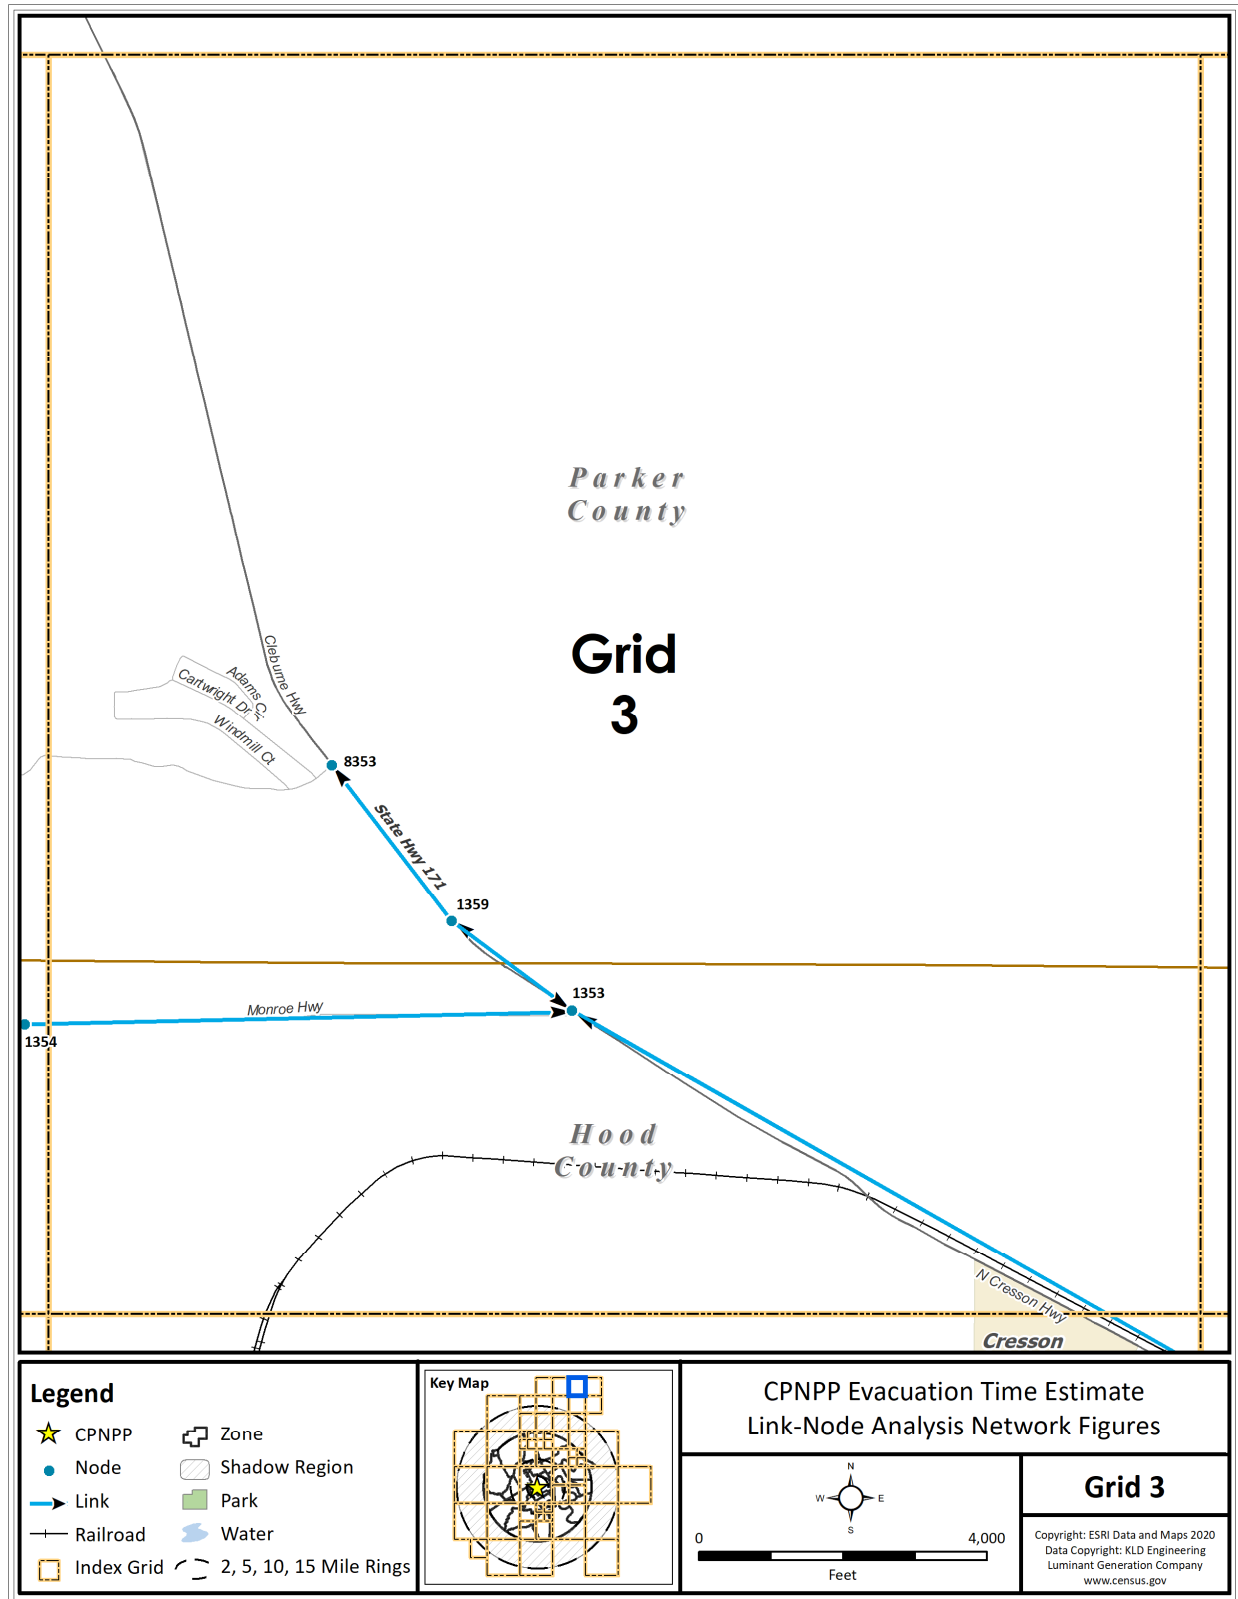 Parker
County
Grid
3
Cleburne Hwy
Adams Ct
Cartwright Dr
Windmill Ct
8353
State Hwy 171
1359
1353
Monroe Hwy
1354
Hood
County
N Cresson Hwy
Cresson
Legend
CPNPP
Node
Link
Railroad
Index Grid
Zone
Shadow Region
Park
Water
2, 5, 10, 15 Mile Rings
Key Map
CPNPP Evacuation Time Estimate
Link-Node Analysis Network Figures
N
W E
S
0 4,000
Feet
Grid 3
Copyright: ESRI Data and Maps 2020
Data Copyright: KLD Engineering
Luminant Generation Company
www.census.gov